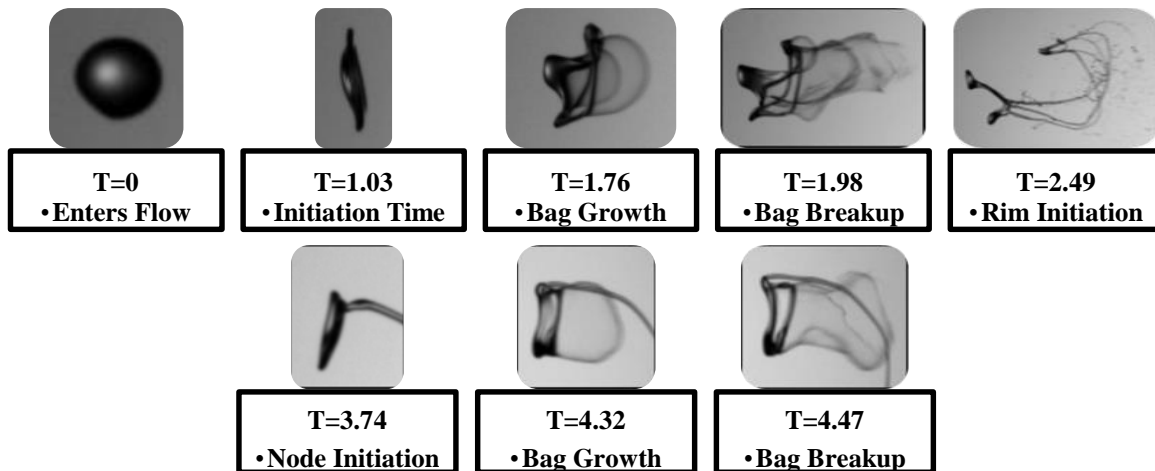 T=0
•Enters Flow
T=1.03
•Initiation Time
T=1.76
•Bag Growth
T=1.98
•Bag Breakup
T=2.49
•Rim Initiation
T=3.74
•Node Initiation
T=4.32
•Bag Growth
T=4.47
•Bag Breakup